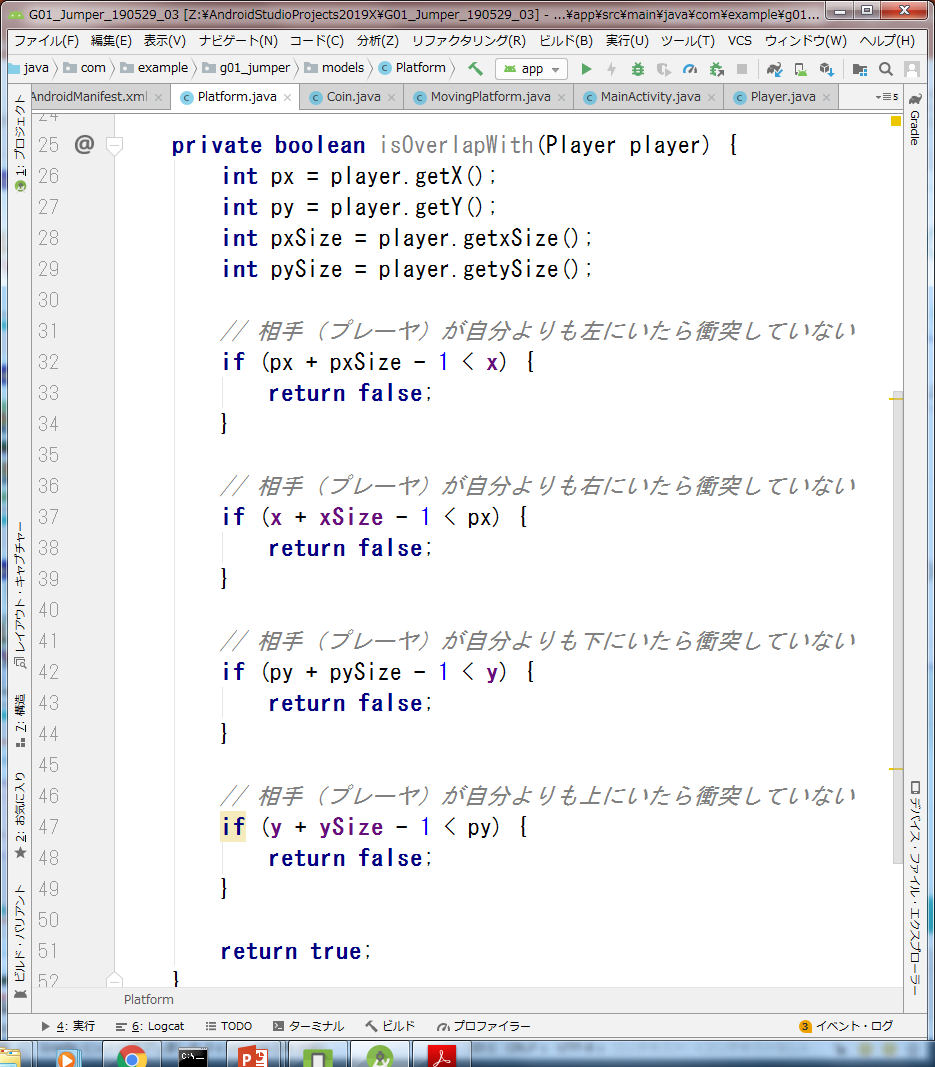 G01_Jumper_190529_03 [Z:¥AndroidStudioProjects2019X¥G01_Jumper_190529_03] - ...¥app¥src¥main¥java¥com¥example¥g01...
ファイル(F) 編集(E) 表示(V) ナビゲート(N) コード(C) 分析(Z) リファクタリング(R) ビルド(B) 実行(U) ツール(T) VCS ウィンドウ(W) ヘルプ(H)
java com example g01_jumper models Platform app
AndroidManifest.xml Platform.java Coin.java MovingPlatform.java MainActivity.java Player.java 5
24
25 @ private boolean isOverlapWith(Player player) {
26 int px = player.getX();
27 int py = player.getY();
28 int pxSize = player.getxSize();
29 int pySize = player.getySize();
30
31 // 相手（プレーヤ）が自分よりも左にいたら衝突していない
32 if (px + pxSize - 1 < x) {
33 return false;
34 }
35
36 // 相手（プレーヤ）が自分よりも右にいたら衝突していない
37 if (x + xSize - 1 < px) {
38 return false;
39 }
40
41 // 相手（プレーヤ）が自分よりも下にいたら衝突していない
42 if (py + pySize - 1 < y) {
43 return false;
44 }
45
46 // 相手（プレーヤ）が自分よりも上にいたら衝突していない
47 if (y + ySize - 1 < py) {
48 return false;
49 }
50
51 return true;
52 }
Platform
1: プロジェクト
レイアウト・キャプチャー
Z: 構造
2: お気に入り
ビルド・バリアント
Gradle
デバイス・ファイル・エクスプローラー
4: 実行 6: Logcat TODO ターミナル ビルド プロファイラー 3 イベント・ログ